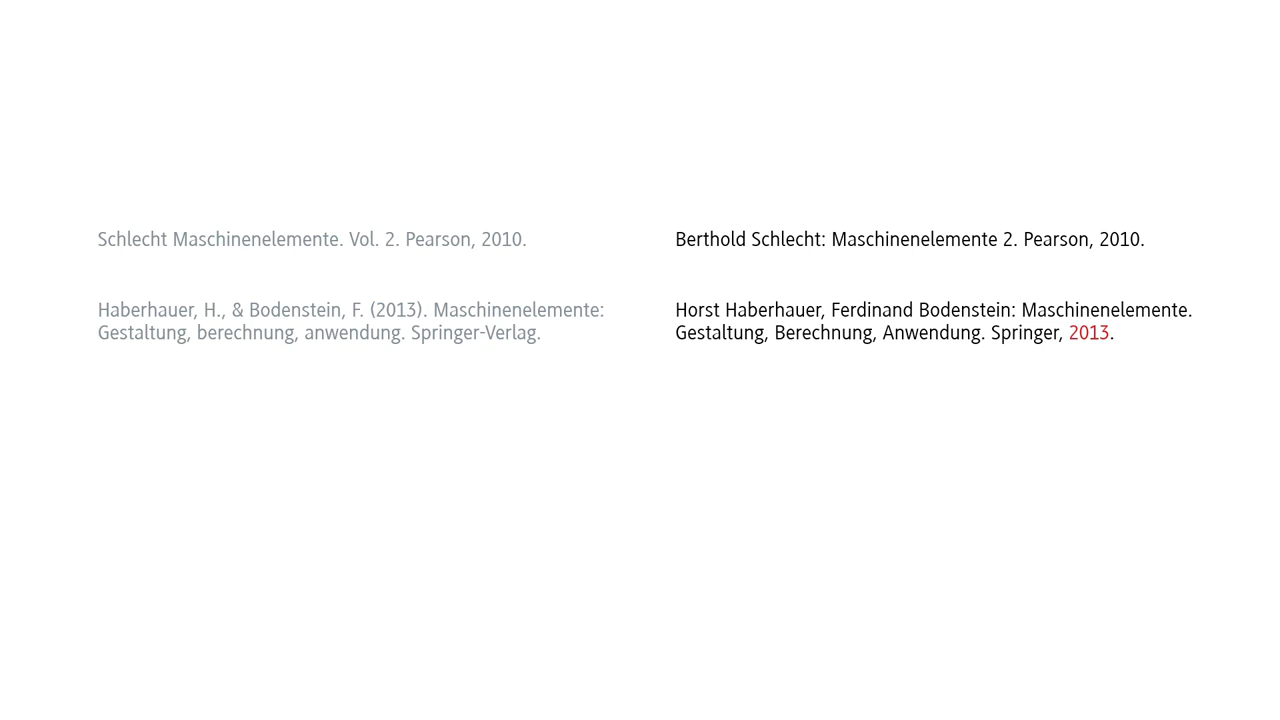 Schlecht Maschinenelemente. Vol. 2. Pearson, 2010.
Berthold Schlecht: Maschinenelemente 2. Pearson, 2010.
Haberhauer, H., & Bodenstein, F. (2013). Maschinenelemente:
Gestaltung, berechnung, anwendung. Springer-Verlag.
Horst Haberhauer, Ferdinand Bodenstein: Maschinenelemente.
Gestaltung, Berechnung, Anwendung. Springer, 2013.